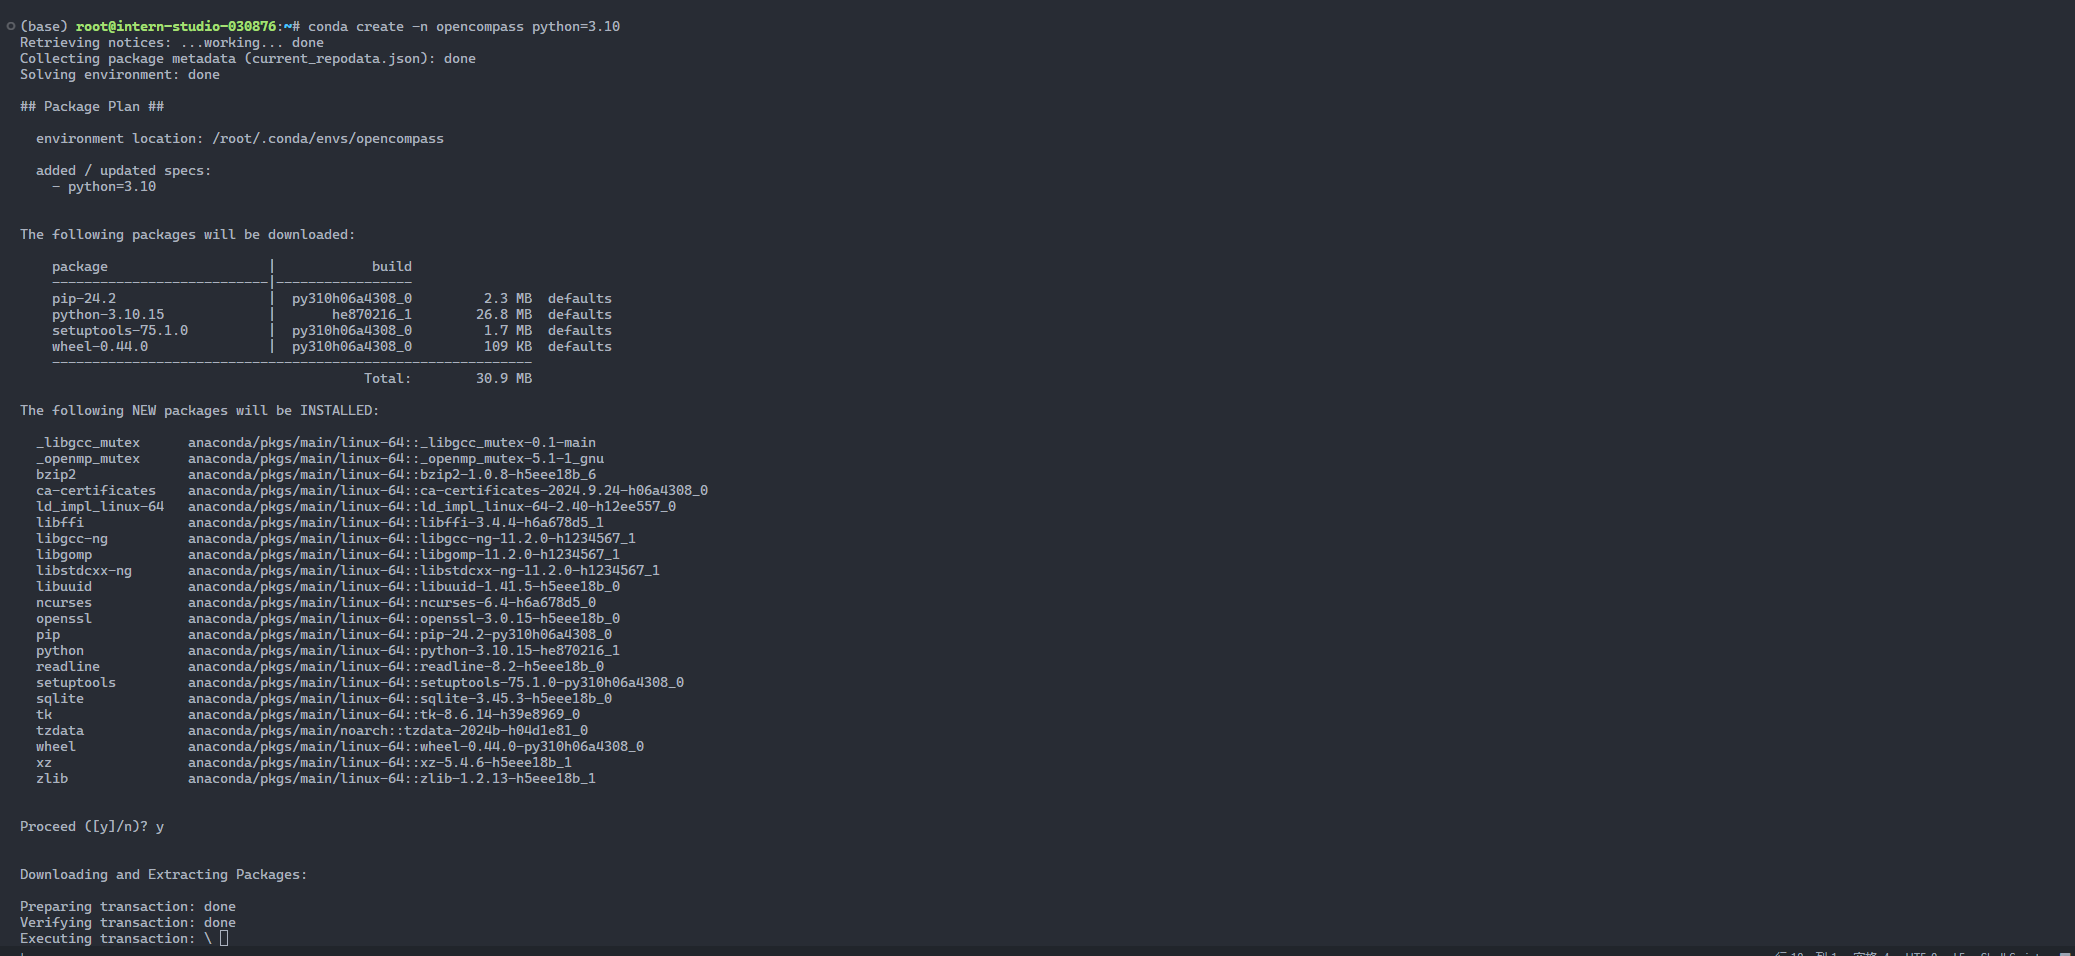 (base) root@intern-studio-030876:~# conda create -n opencompass python=3.10
Retrieving notices: ...working... done
Collecting package metadata (current_repodata.json): done
Solving environment: done
## Package Plan ##
environment location: /root/.conda/envs/opencompass
added / updated specs:
- python=3.10
The following packages will be downloaded:
package | build
---------------------------|-----------------
pip-24.2 | py310h06a4308_0 2.3 MB defaults
python-3.10.15 | he870216_1 26.8 MB defaults
setuptools-75.1.0 | py310h06a4308_0 1.7 MB defaults
wheel-0.44.0 | py310h06a4308_0 109 KB defaults
------------------------------------------------------------
Total: 30.9 MB
The following NEW packages will be INSTALLED:
_libgcc_mutex anaconda/pkgs/main/linux-64::_libgcc_mutex-0.1-main
_openmp_mutex anaconda/pkgs/main/linux-64::_openmp_mutex-5.1-1_gnu
bzip2 anaconda/pkgs/main/linux-64::bzip2-1.0.8-h5eee18b_6
ca-certificates anaconda/pkgs/main/linux-64::ca-certificates-2024.9.24-h06a4308_0
ld_impl_linux-64 anaconda/pkgs/main/linux-64::ld_impl_linux-64-2.40-h12ee557_0
libffi anaconda/pkgs/main/linux-64::libffi-3.4.4-h6a678d5_1
libgcc-ng anaconda/pkgs/main/linux-64::libgcc-ng-11.2.0-h1234567_1
libgomp anaconda/pkgs/main/linux-64::libgomp-11.2.0-h1234567_1
libstdcxx-ng anaconda/pkgs/main/linux-64::libstdcxx-ng-11.2.0-h1234567_1
libuuid anaconda/pkgs/main/linux-64::libuuid-1.41.5-h5eee18b_0
ncurses anaconda/pkgs/main/linux-64::ncurses-6.4-h6a678d5_0
openssl anaconda/pkgs/main/linux-64::openssl-3.0.15-h5eee18b_0
pip anaconda/pkgs/main/linux-64::pip-24.2-py310h06a4308_0
python anaconda/pkgs/main/linux-64::python-3.10.15-he870216_1
readline anaconda/pkgs/main/linux-64::readline-8.2-h5eee18b_0
setuptools anaconda/pkgs/main/linux-64::setuptools-75.1.0-py310h06a4308_0
sqlite anaconda/pkgs/main/linux-64::sqlite-3.45.3-h5eee18b_0
tk anaconda/pkgs/main/linux-64::tk-8.6.14-h39e8969_0
tzdata anaconda/pkgs/main/noarch::tzdata-2024b-h04d1e81_0
wheel anaconda/pkgs/main/linux-64::wheel-0.44.0-py310h06a4308_0
xz anaconda/pkgs/main/linux-64::xz-5.4.6-h5eee18b_1
zlib anaconda/pkgs/main/linux-64::zlib-1.2.13-h5eee18b_1
Proceed ([y]/n)? y
Downloading and Extracting Packages:
Preparing transaction: done
Verifying transaction: done
Executing transaction: \